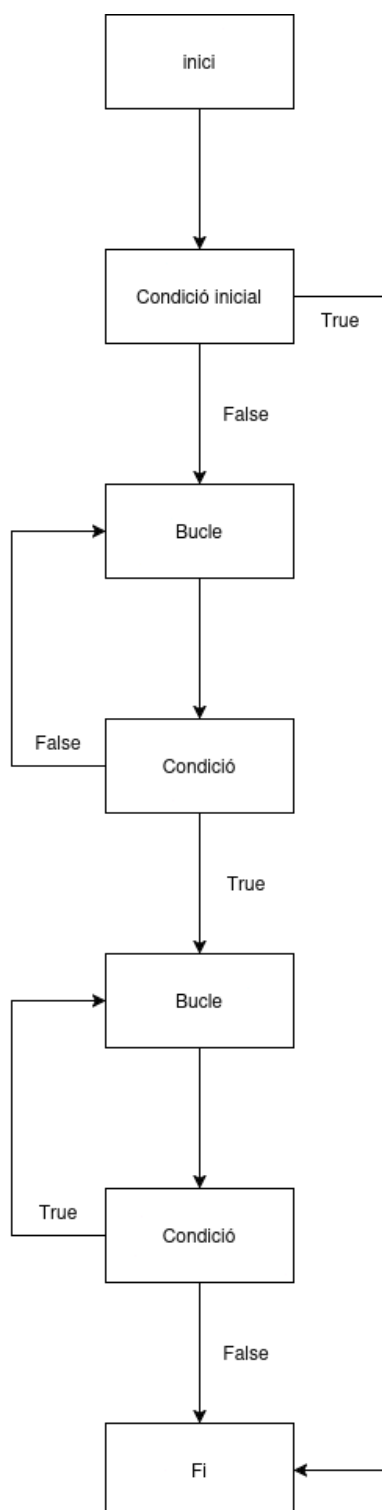 inici
Condició inicial
True
False
Bucle
False
Condició
True
Bucle
True
Condició
False
Fi